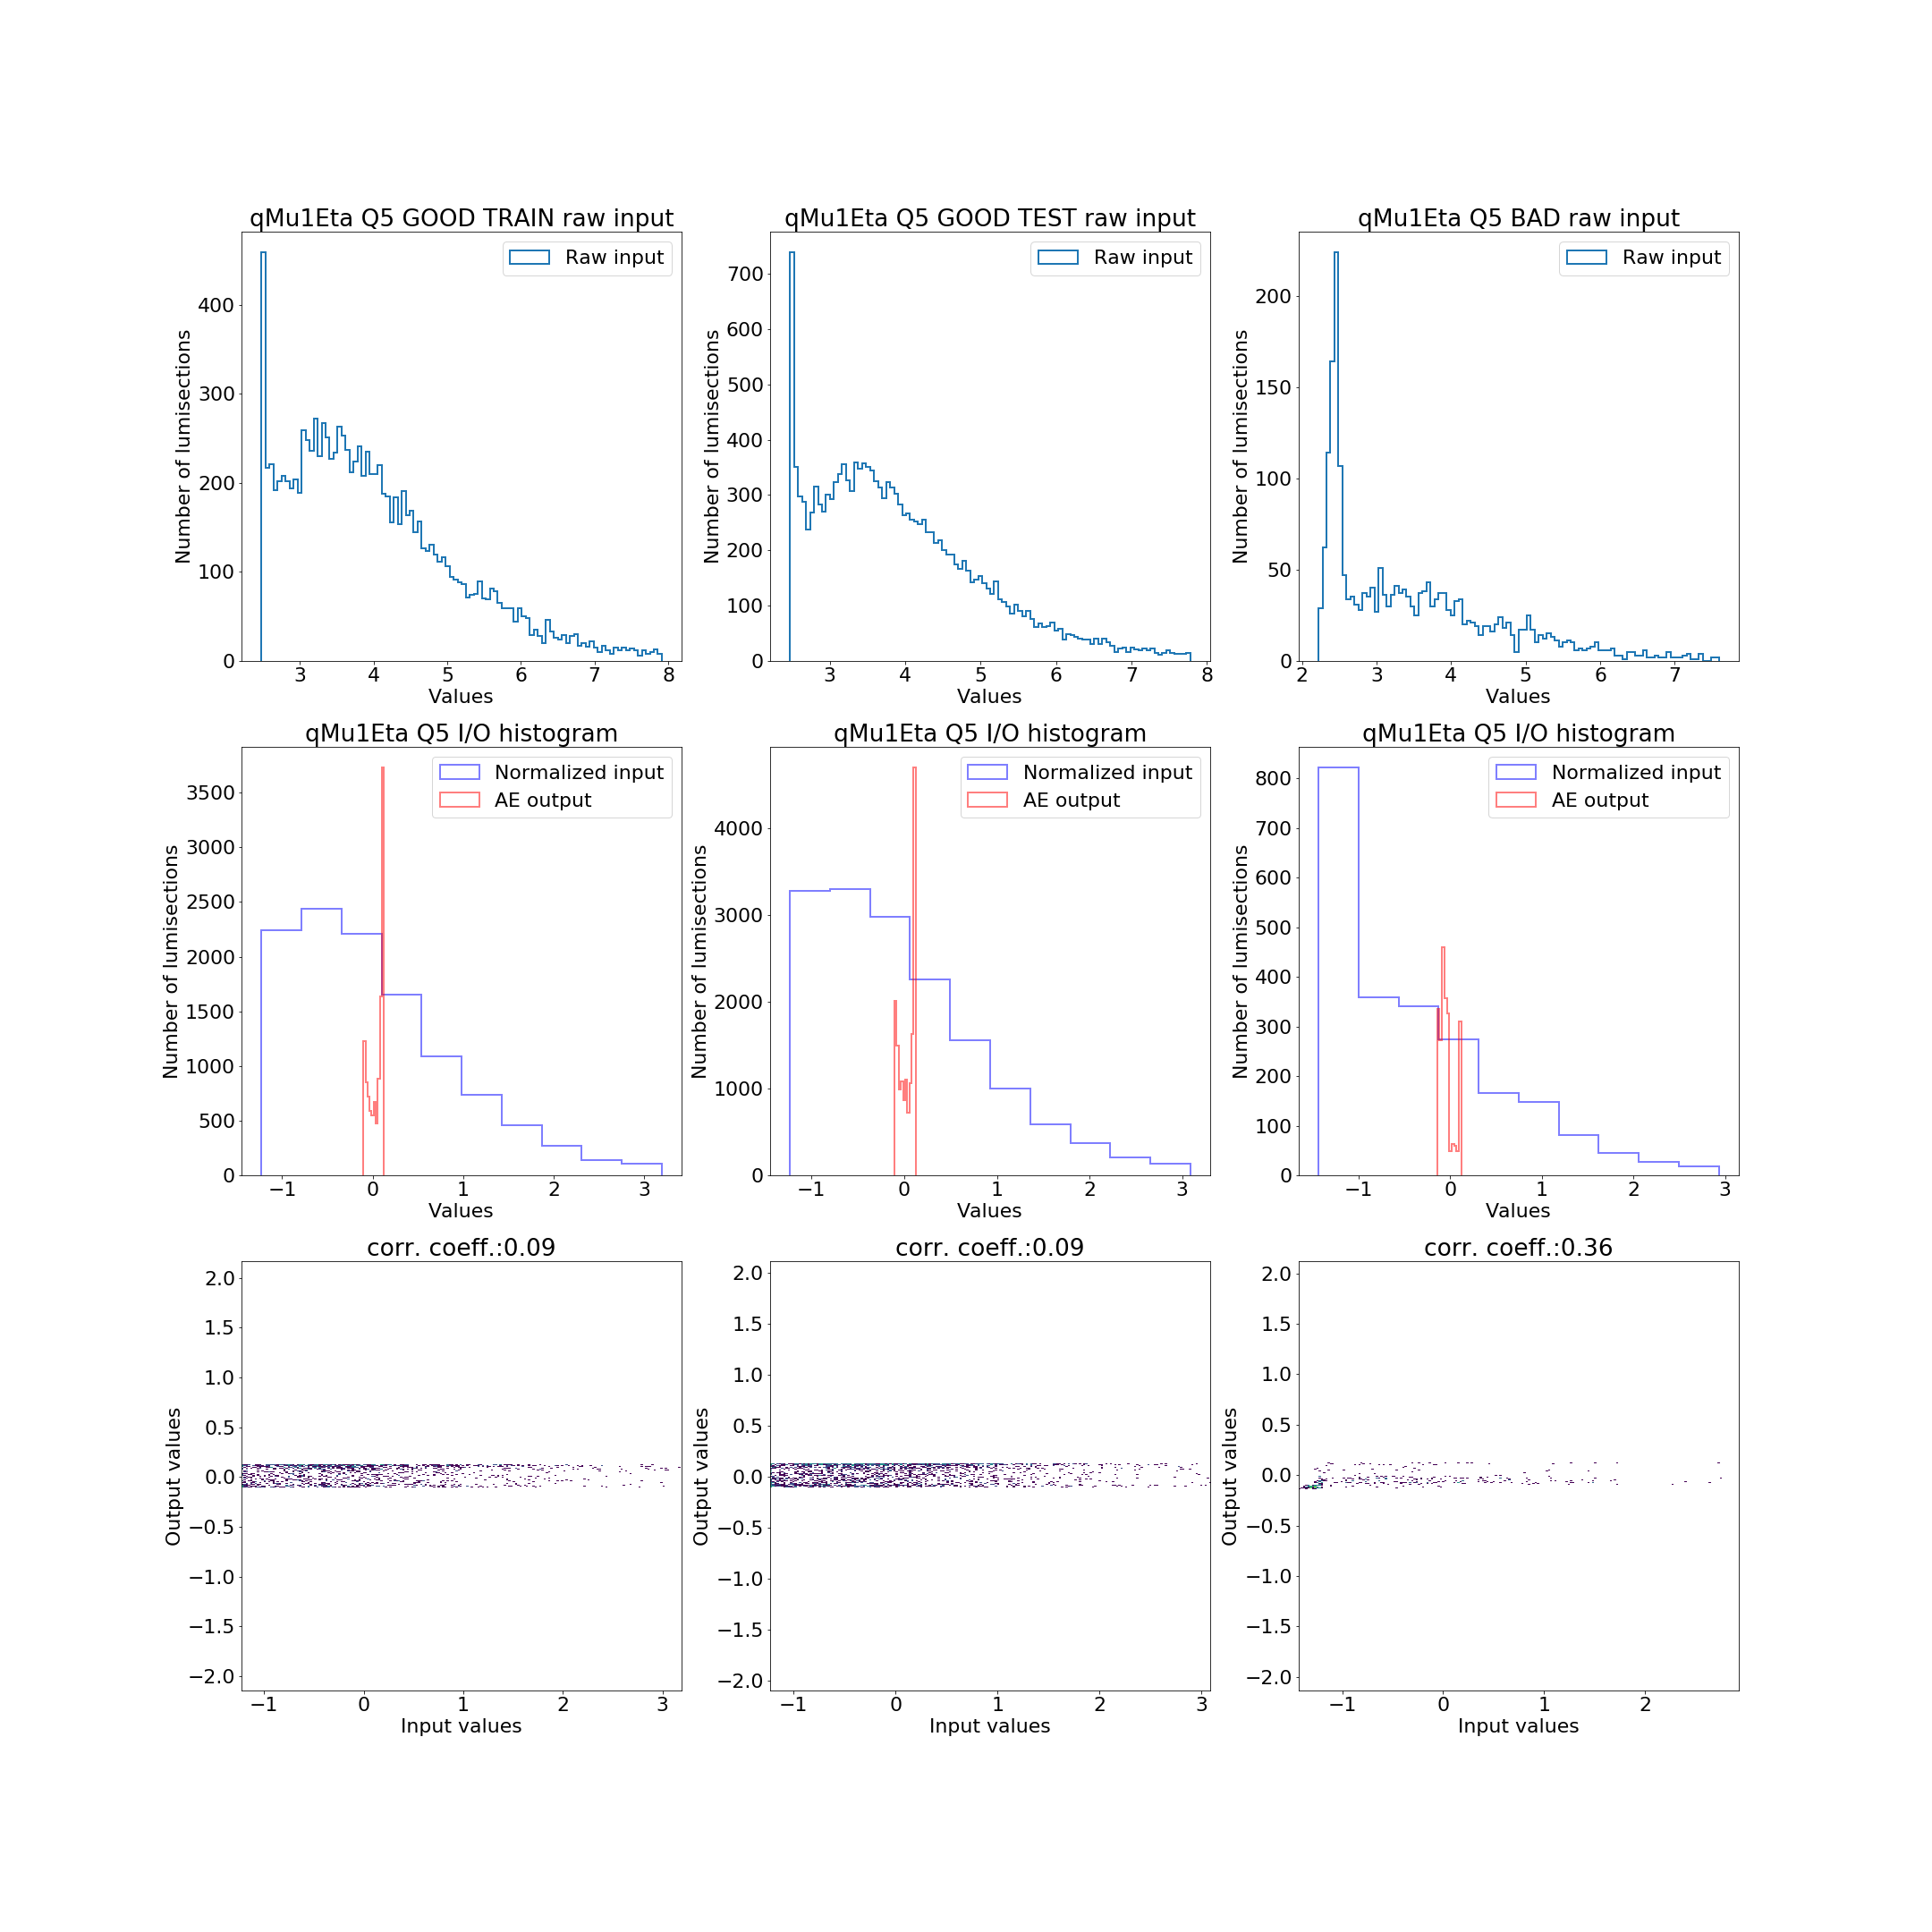 qMu1Eta Q5 GOOD TRAIN raw input
Raw input
Number of lumisections
400
300
200
100
0
3 4 5 6 7 8
Values
qMu1Eta Q5 GOOD TEST raw input
Raw input
Number of lumisections
700
600
500
400
300
200
100
0
3 4 5 6 7 8
Values
qMu1Eta Q5 BAD raw input
Raw input
Number of lumisections
200
150
100
50
0
2 3 4 5 6 7
Values
qMu1Eta Q5 I/O histogram
Normalized input
AE output
Number of lumisections
3500
3000
2500
2000
1500
1000
500
0
−1 0 1 2 3
Values
qMu1Eta Q5 I/O histogram
Normalized input
AE output
Number of lumisections
4000
3000
2000
1000
0
−1 0 1 2 3
Values
qMu1Eta Q5 I/O histogram
Normalized input
AE output
Number of lumisections
800
700
600
500
400
300
200
100
0
−1 0 1 2 3
Values
corr. coeff.:0.09
Output values
2.0
1.5
1.0
0.5
0.0
−0.5
−1.0
−1.5
−2.0
−1 0 1 2 3
Input values
corr. coeff.:0.09
Output values
2.0
1.5
1.0
0.5
0.0
−0.5
−1.0
−1.5
−2.0
−1 0 1 2 3
Input values
corr. coeff.:0.36
Output values
2.0
1.5
1.0
0.5
0.0
−0.5
−1.0
−1.5
−2.0
−1 0 1 2
Input values